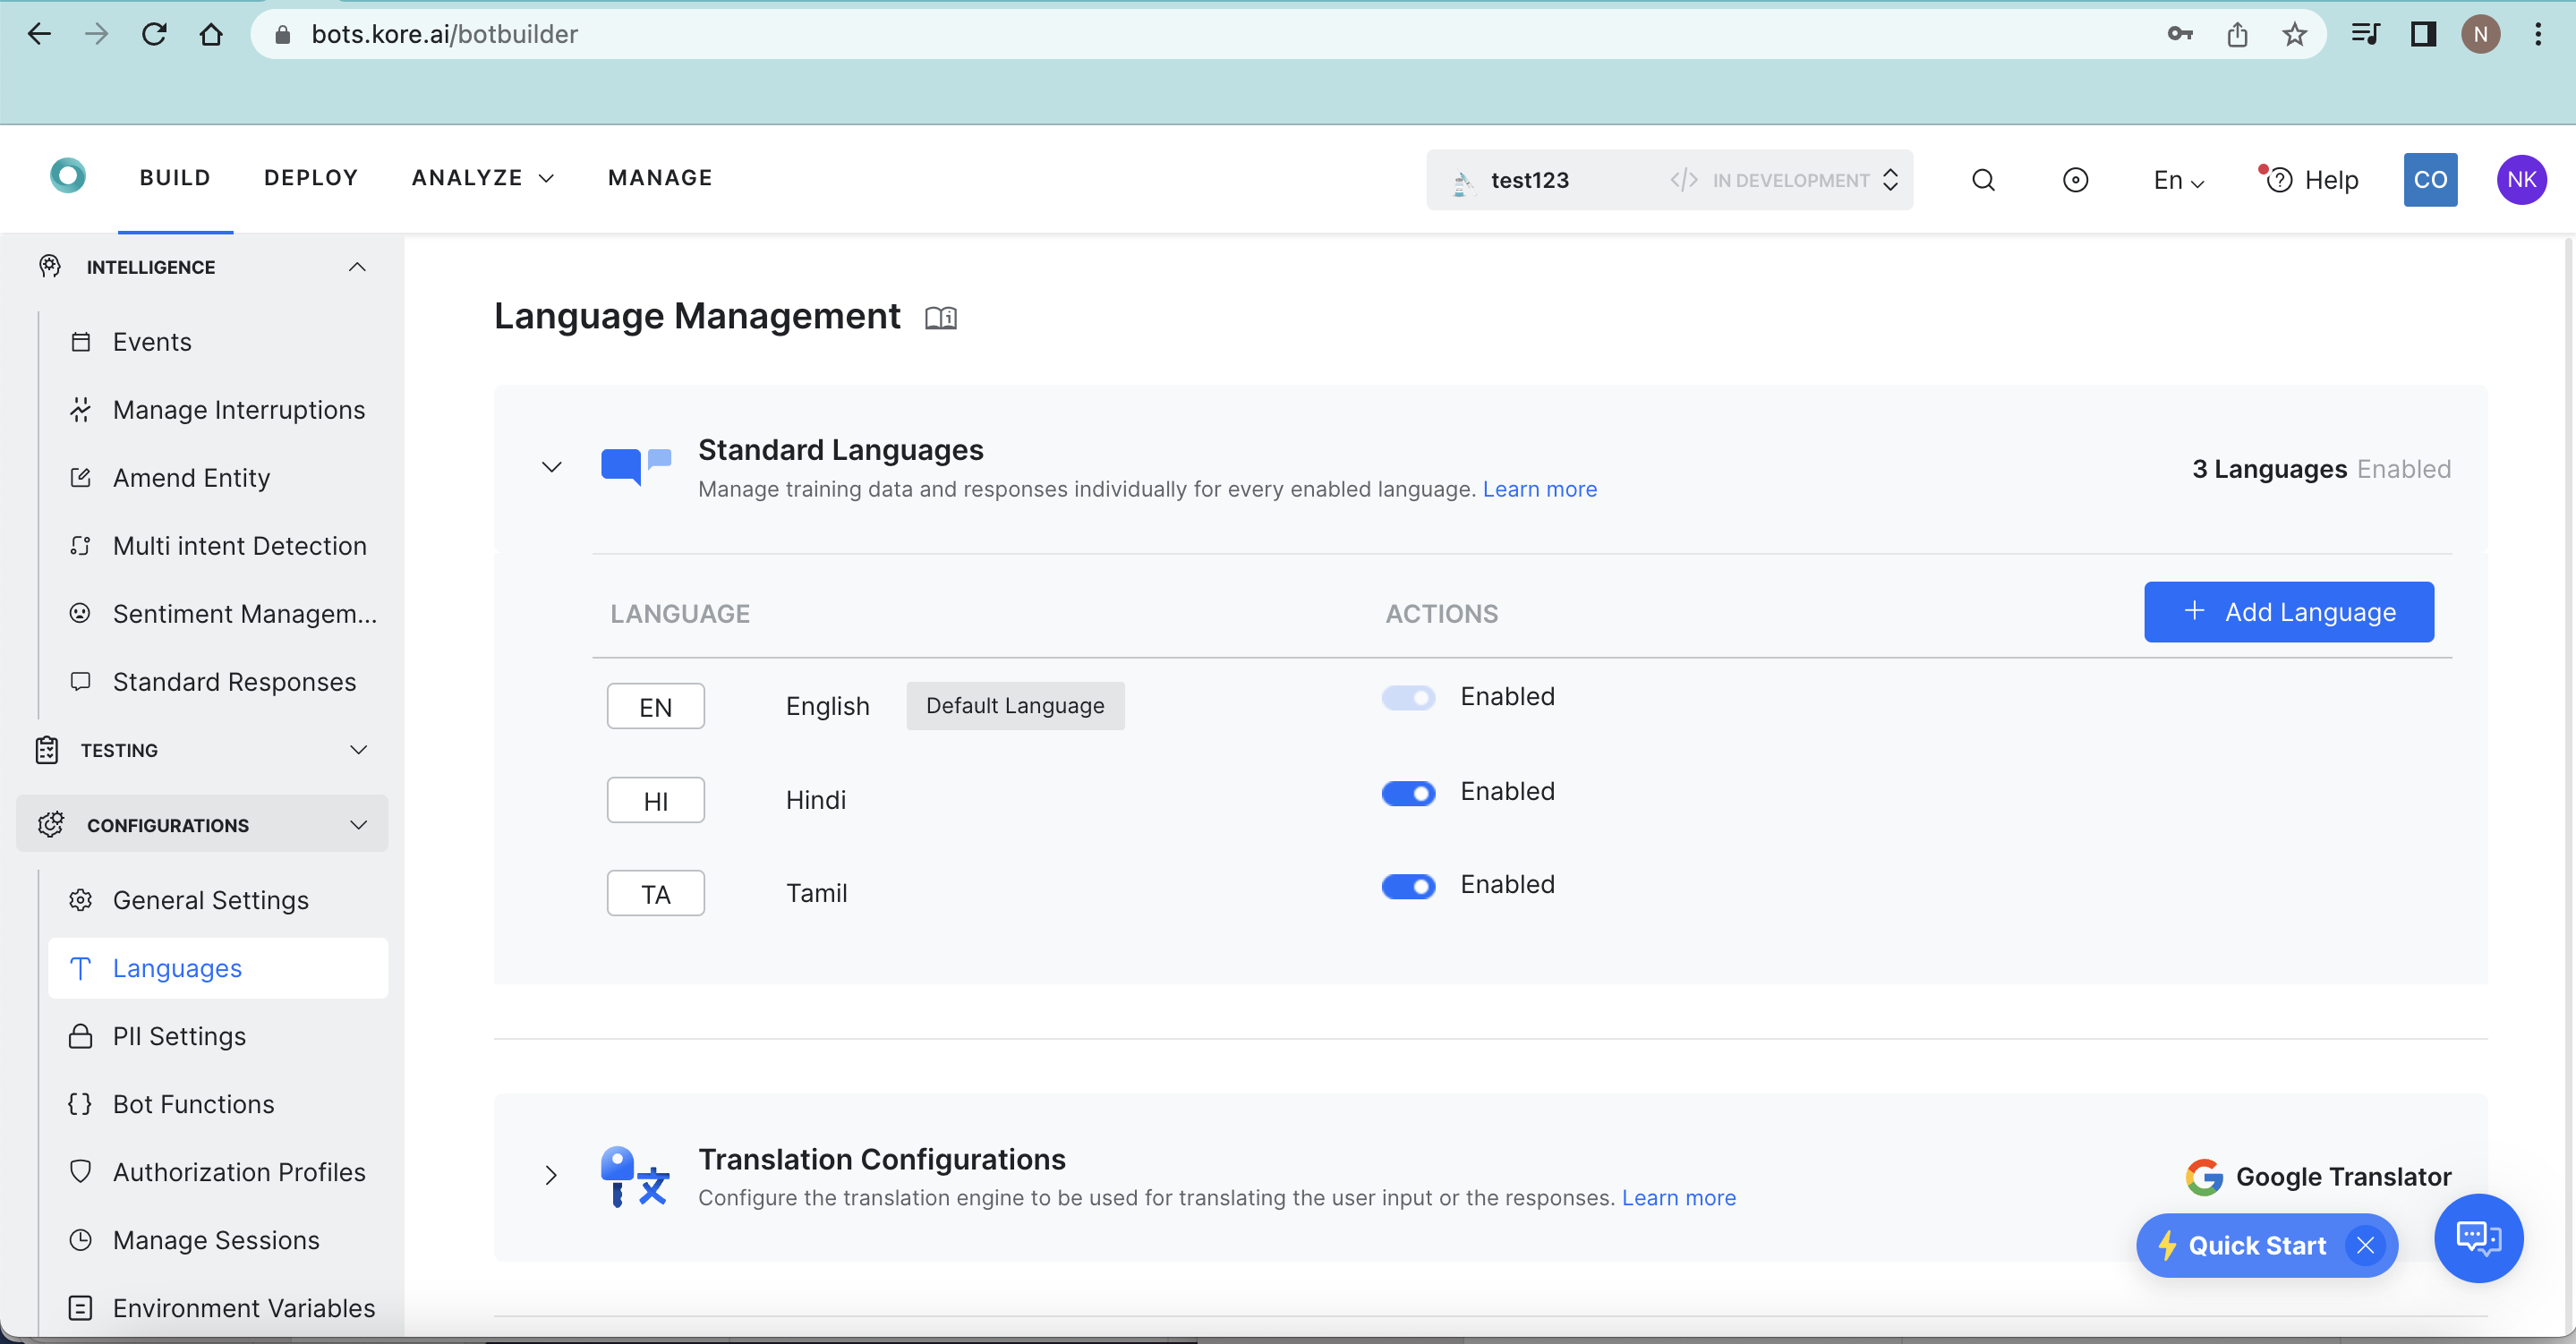 bots.kore.ai/botbuilder
N
BUILD
DEPLOY
ANALYZE
MANAGE
test123
</> IN DEVELOPMENT
En
Help
CO
NK
INTELLIGENCE
Events
Manage Interruptions
Amend Entity
Multi intent Detection
Sentiment Managem...
Standard Responses
TESTING
CONFIGURATIONS
General Settings
Languages
PII Settings
Bot Functions
Authorization Profiles
Manage Sessions
Environment Variables
Language Management
Standard Languages
Manage training data and responses individually for every enabled language. Learn more
3 Languages Enabled
LANGUAGE
ACTIONS
+ Add Language
EN English Default Language Enabled
HI Hindi Enabled
TA Tamil Enabled
Translation Configurations
Configure the translation engine to be used for translating the user input or the responses. Learn more
Google Translator
Quick Start